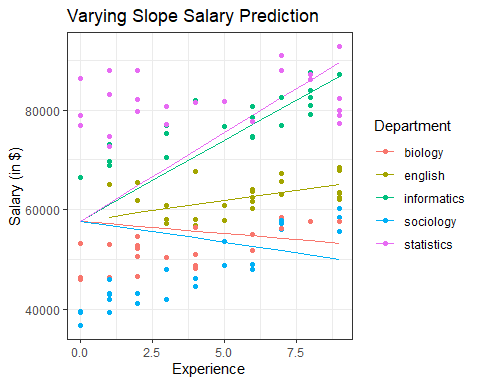 Varying Slope Salary Prediction
Salary (in $)
80000
60000
40000
0.0
2.5
5.0
7.5
Experience
Department
biology
english
informatics
sociology
statistics